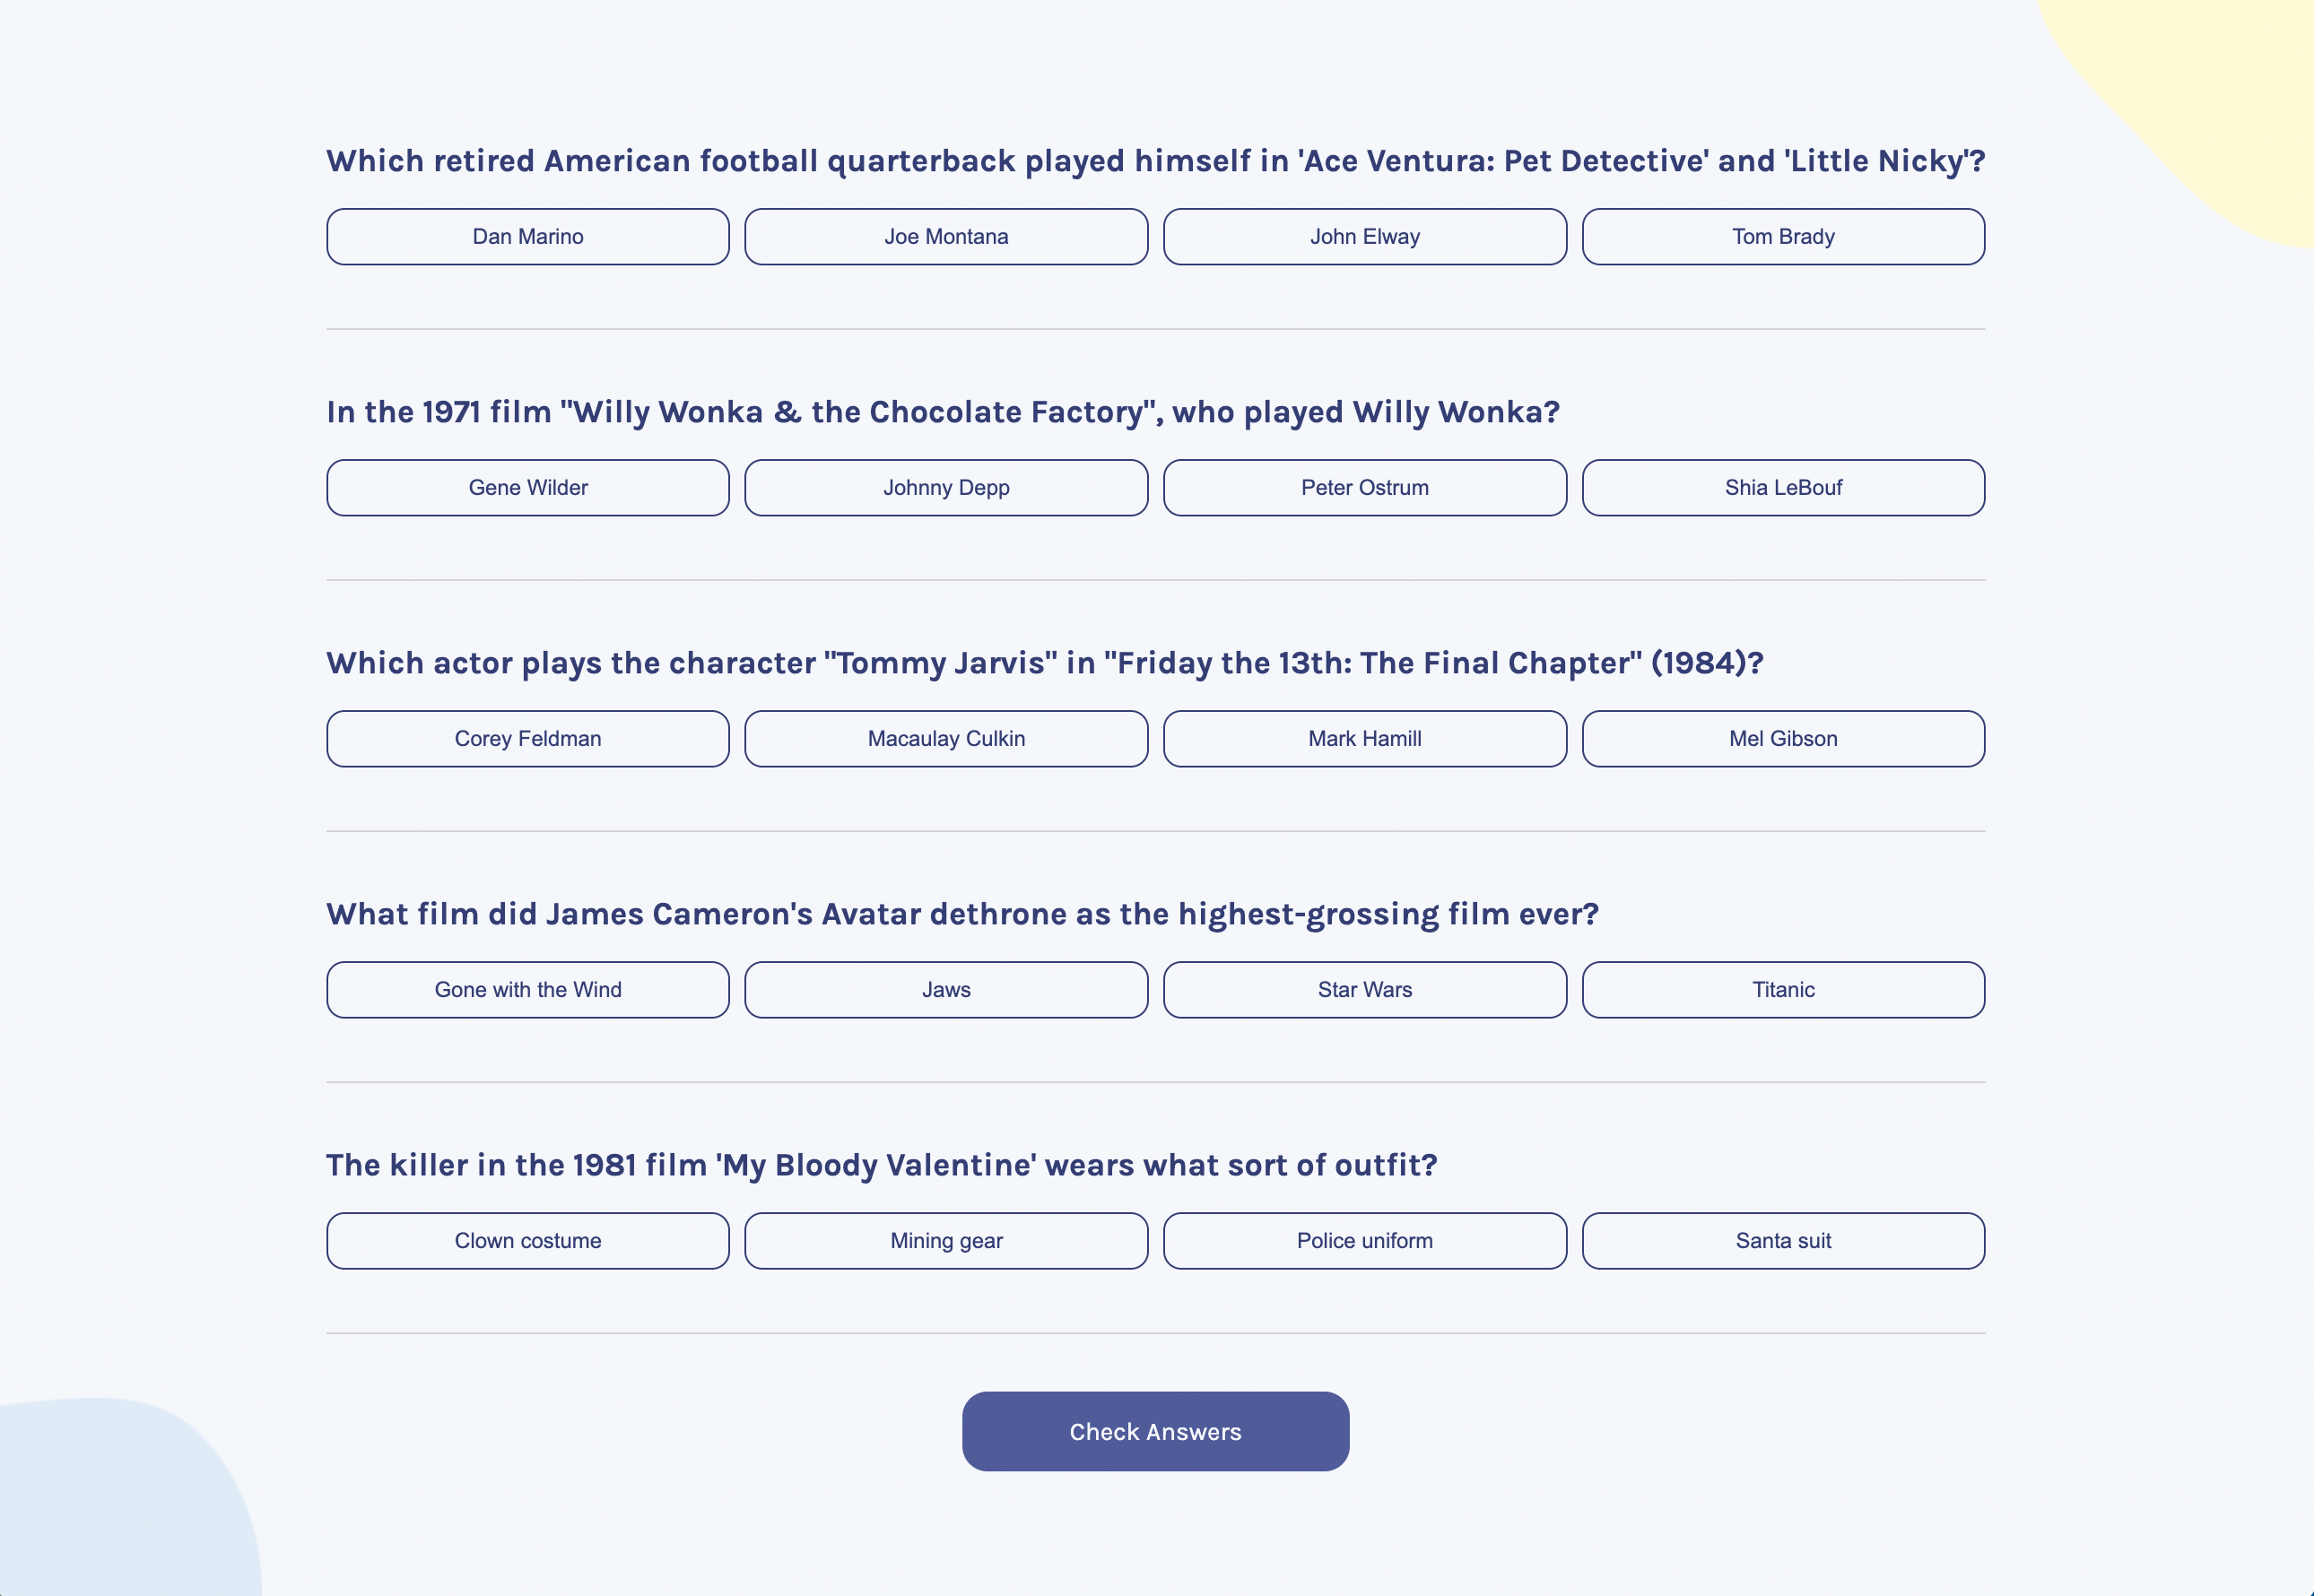 Which retired American football quarterback played himself in 'Ace Ventura: Pet Detective' and 'Little Nicky'?
Dan Marino
Joe Montana
John Elway
Tom Brady
In the 1971 film "Willy Wonka & the Chocolate Factory", who played Willy Wonka?
Gene Wilder
Johnny Depp
Peter Ostrum
Shia LeBouf
Which actor plays the character "Tommy Jarvis" in "Friday the 13th: The Final Chapter" (1984)?
Corey Feldman
Macaulay Culkin
Mark Hamill
Mel Gibson
What film did James Cameron's Avatar dethrone as the highest-grossing film ever?
Gone with the Wind
Jaws
Star Wars
Titanic
The killer in the 1981 film 'My Bloody Valentine' wears what sort of outfit?
Clown costume
Mining gear
Police uniform
Santa suit
Check Answers